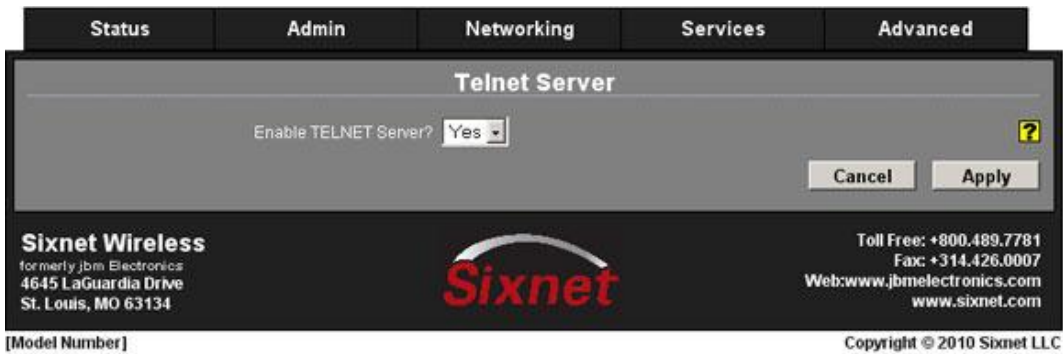 Status Admin Networking Services Advanced
Telnet Server
Enable TELNET Server? Yes
?
Cancel Apply
Sixnet Wireless
formerly jbm Electronics
4645 LaGuardia Drive
St. Louis, MO 63134
Sixnet
Toll Free: +800.489.7781
Fax: +314.426.0007
Web:www.jbmelectronics.com
www.sixnet.com
[Model Number] Copyright © 2010 Sixnet LLC